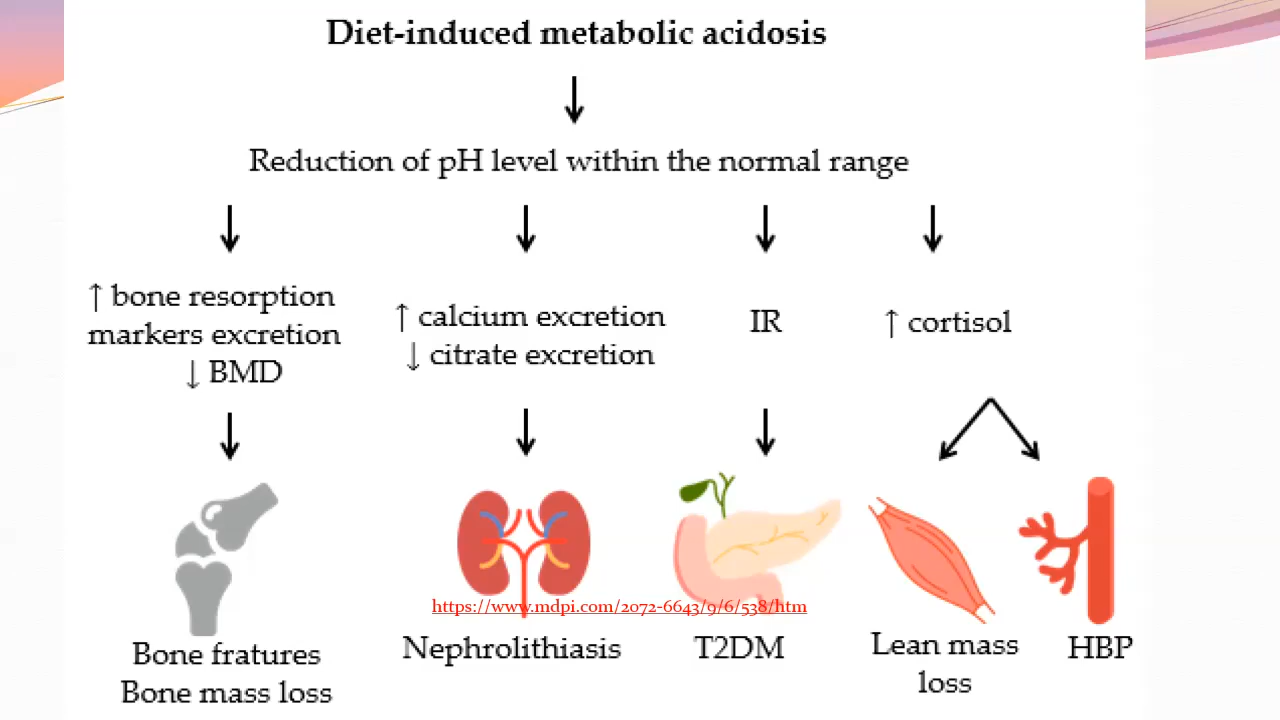 Diet-induced metabolic acidosis
Reduction of pH level within the normal range
↑ bone resorption
markers excretion
↓ BMD
↑ calcium excretion
↓ citrate excretion
IR
↑ cortisol
https://www.mdpi.com/2072-6643/9/6/538/htm
Bone fratures
Bone mass loss
Nephrolithiasis
T2DM
Lean mass
loss
HBP